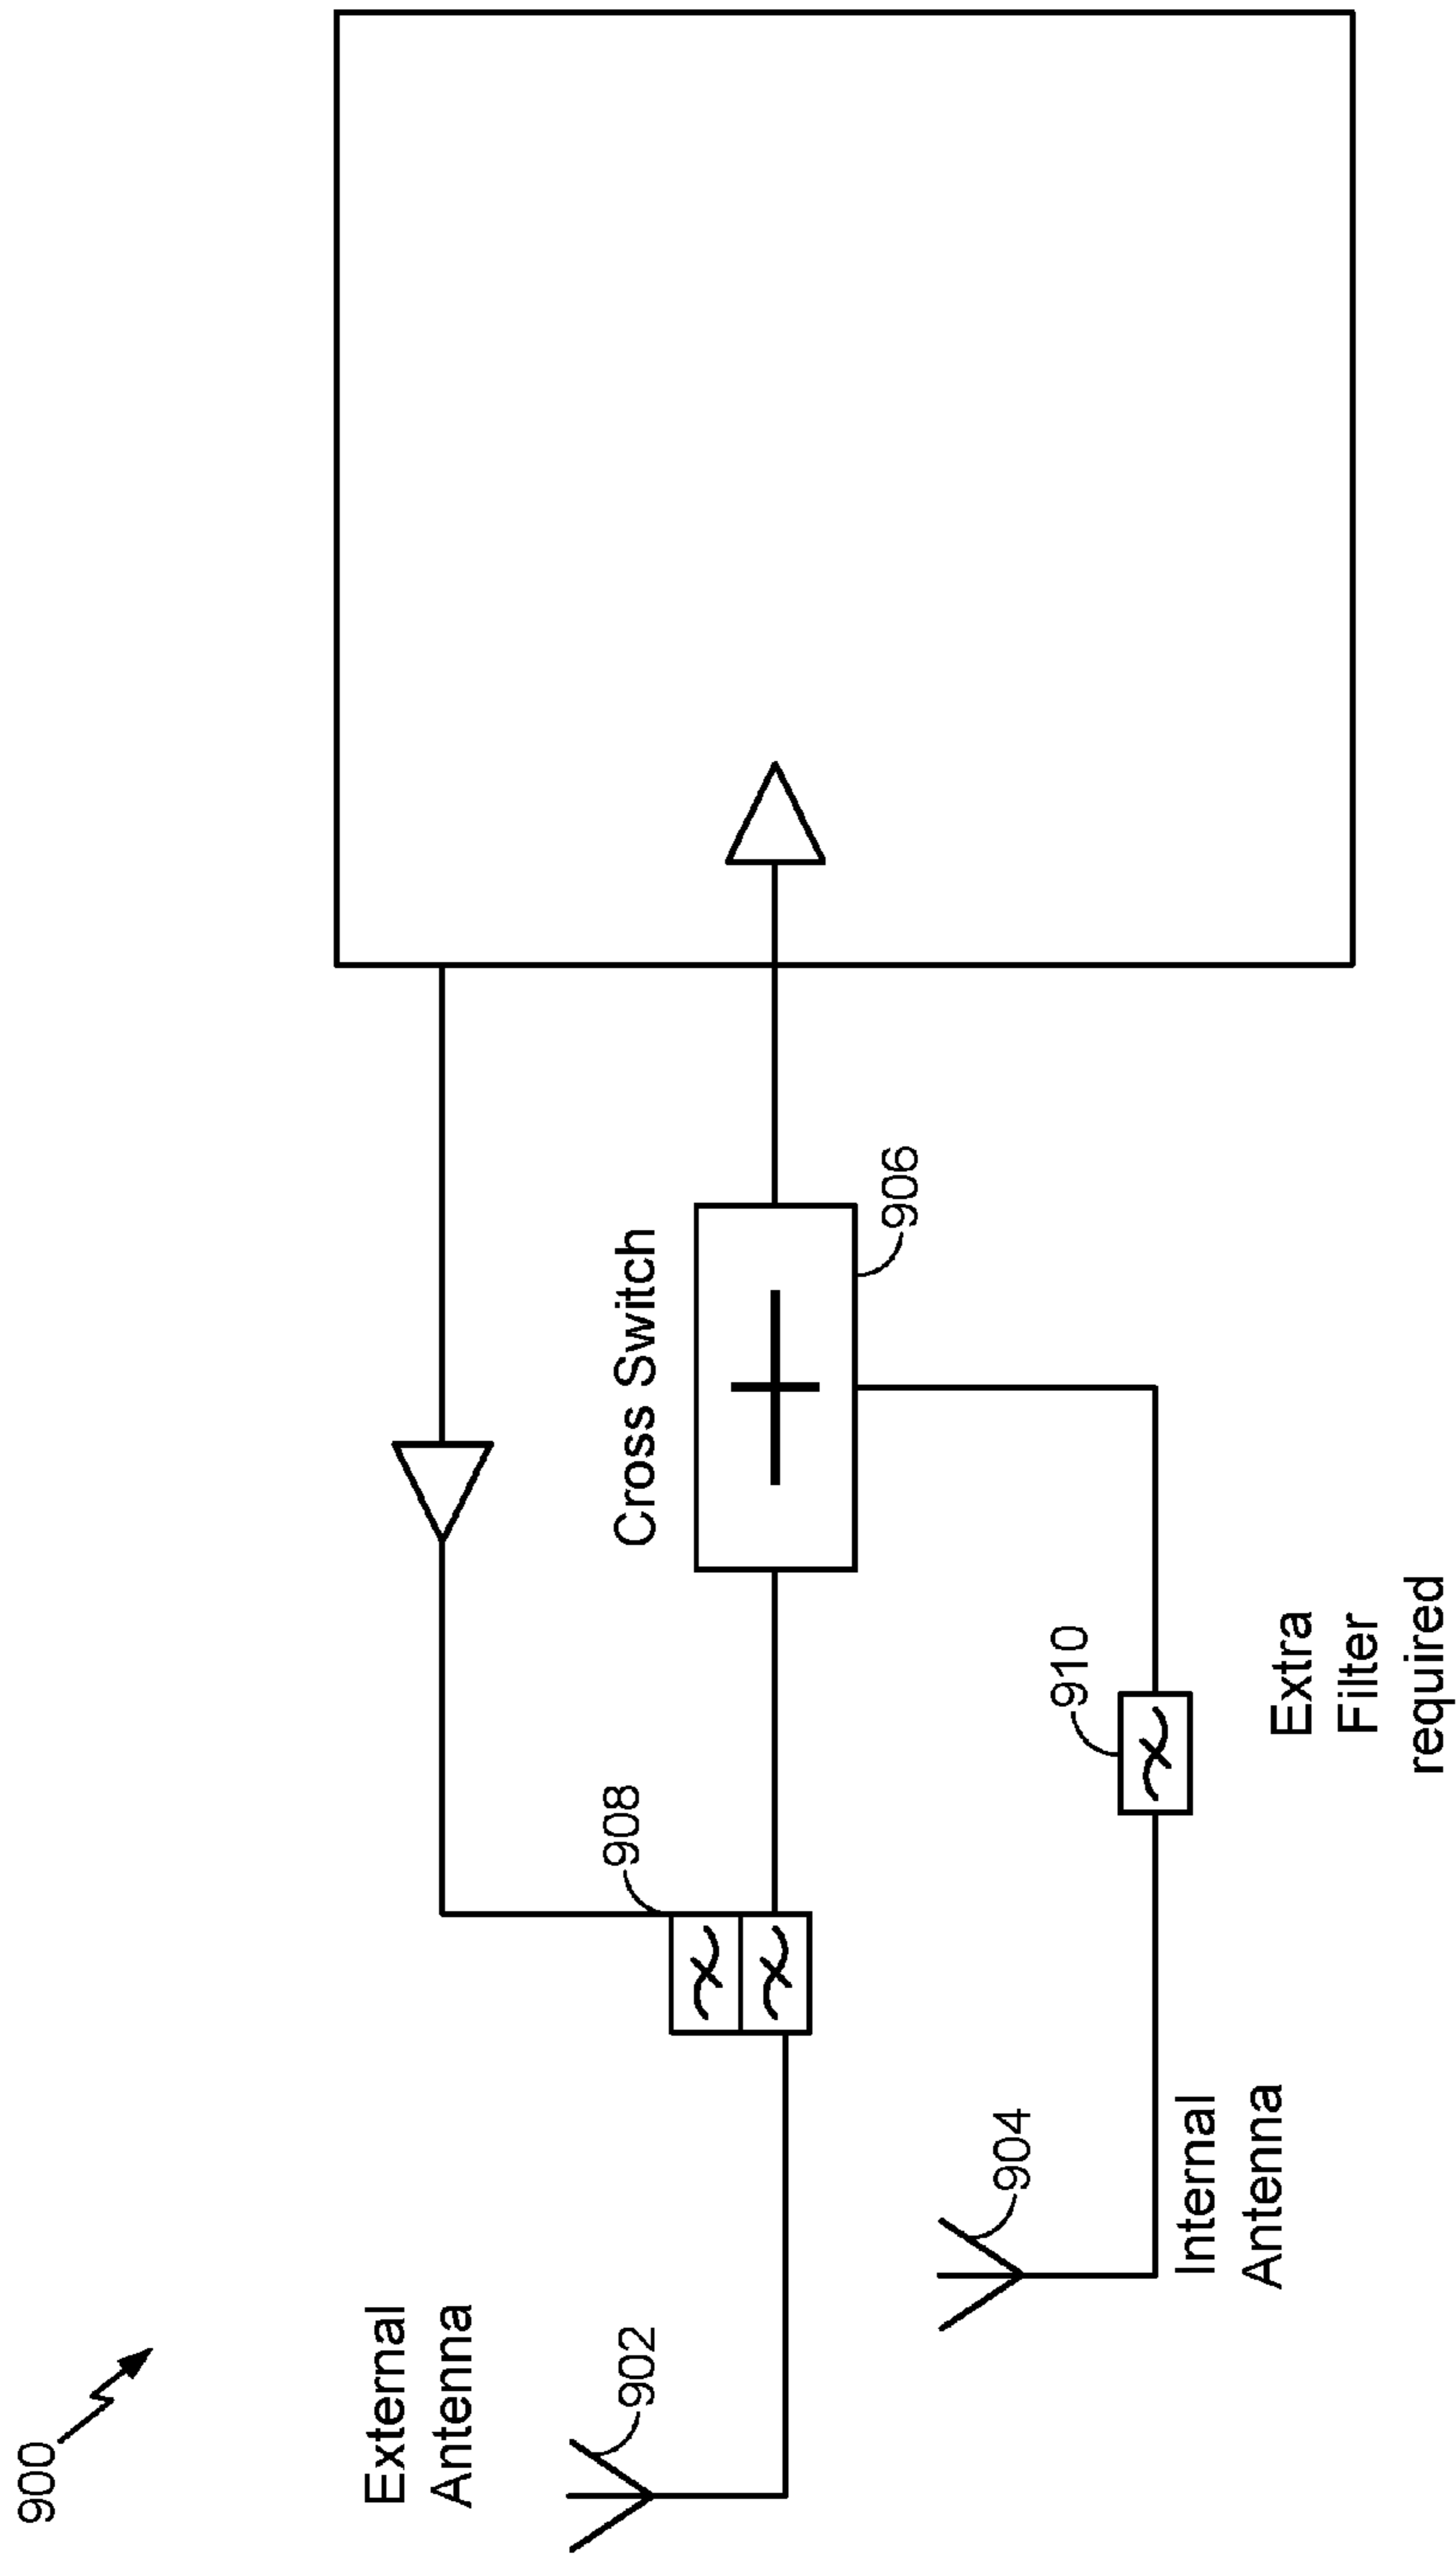 900
External
Antenna
902
908
Cross Switch
906
904
Internal
Antenna
910
Extra
Filter
required